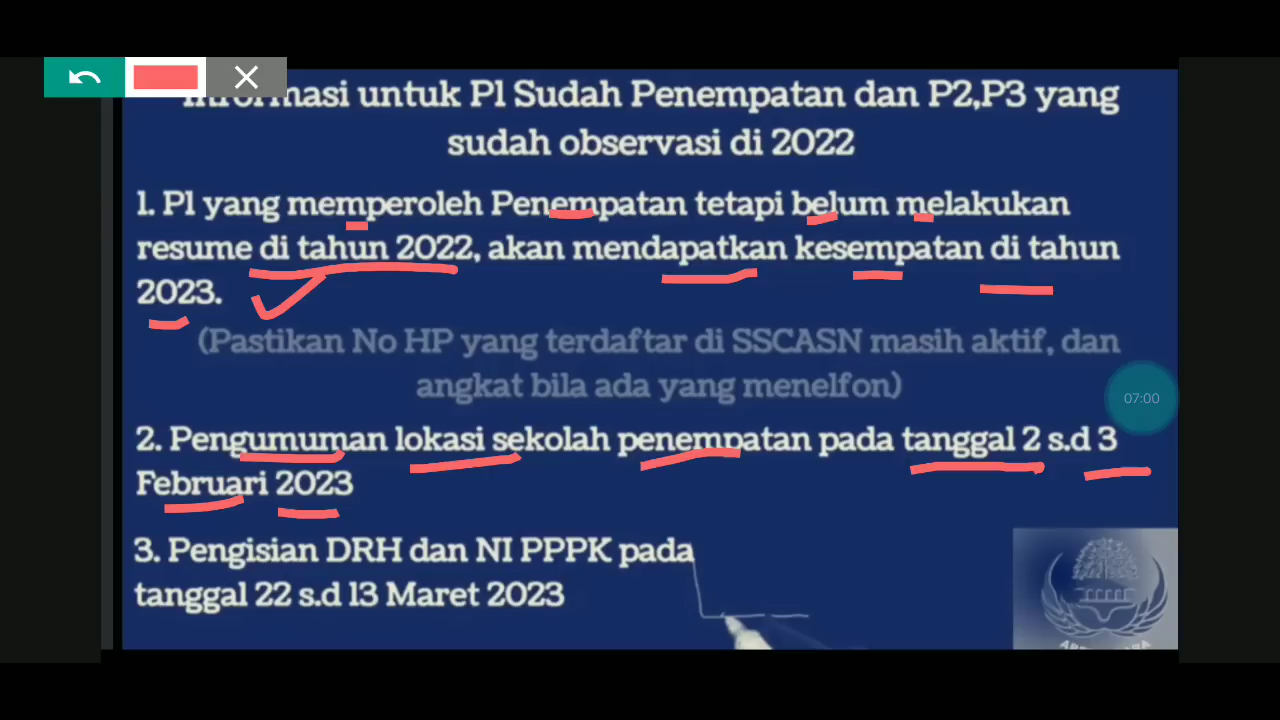 Informasi untuk P1 Sudah Penempatan dan P2,P3 yang
sudah observasi di 2022
1. P1 yang memperoleh Penempatan tetapi belum melakukan
resume di tahun 2022, akan mendapatkan kesempatan di tahun
2023.
(Pastikan No HP yang terdaftar di SSCASN masih aktif, dan
angkat bila ada yang menelfon)
07:00
2. Pengumuman lokasi sekolah penempatan pada tanggal 2 s.d 3
Februari 2023
3. Pengisian DRH dan NI PPPK pada
tanggal 22 s.d 13 Maret 2023